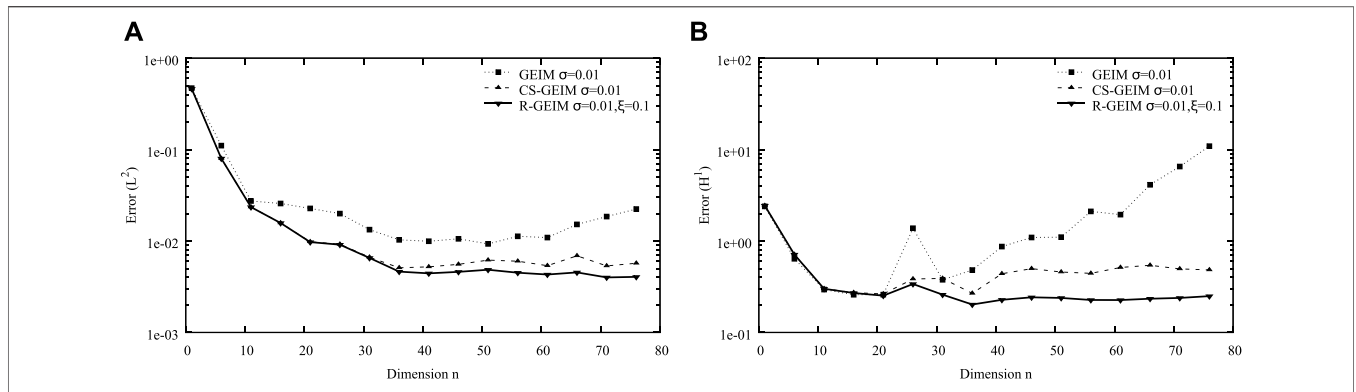 A
1e+00
1e-01
1e-02
1e-03
Error (L²)
GEIM σ=0.01
CS-GEIM σ=0.01
R-GEIM σ=0.01,ξ=0.1
0 10 20 30 40 50 60 70 80
Dimension n
B
1e+02
1e+01
1e+00
1e-01
Error (H¹)
GEIM σ=0.01
CS-GEIM σ=0.01
R-GEIM σ=0.01,ξ=0.1
0 10 20 30 40 50 60 70 80
Dimension n